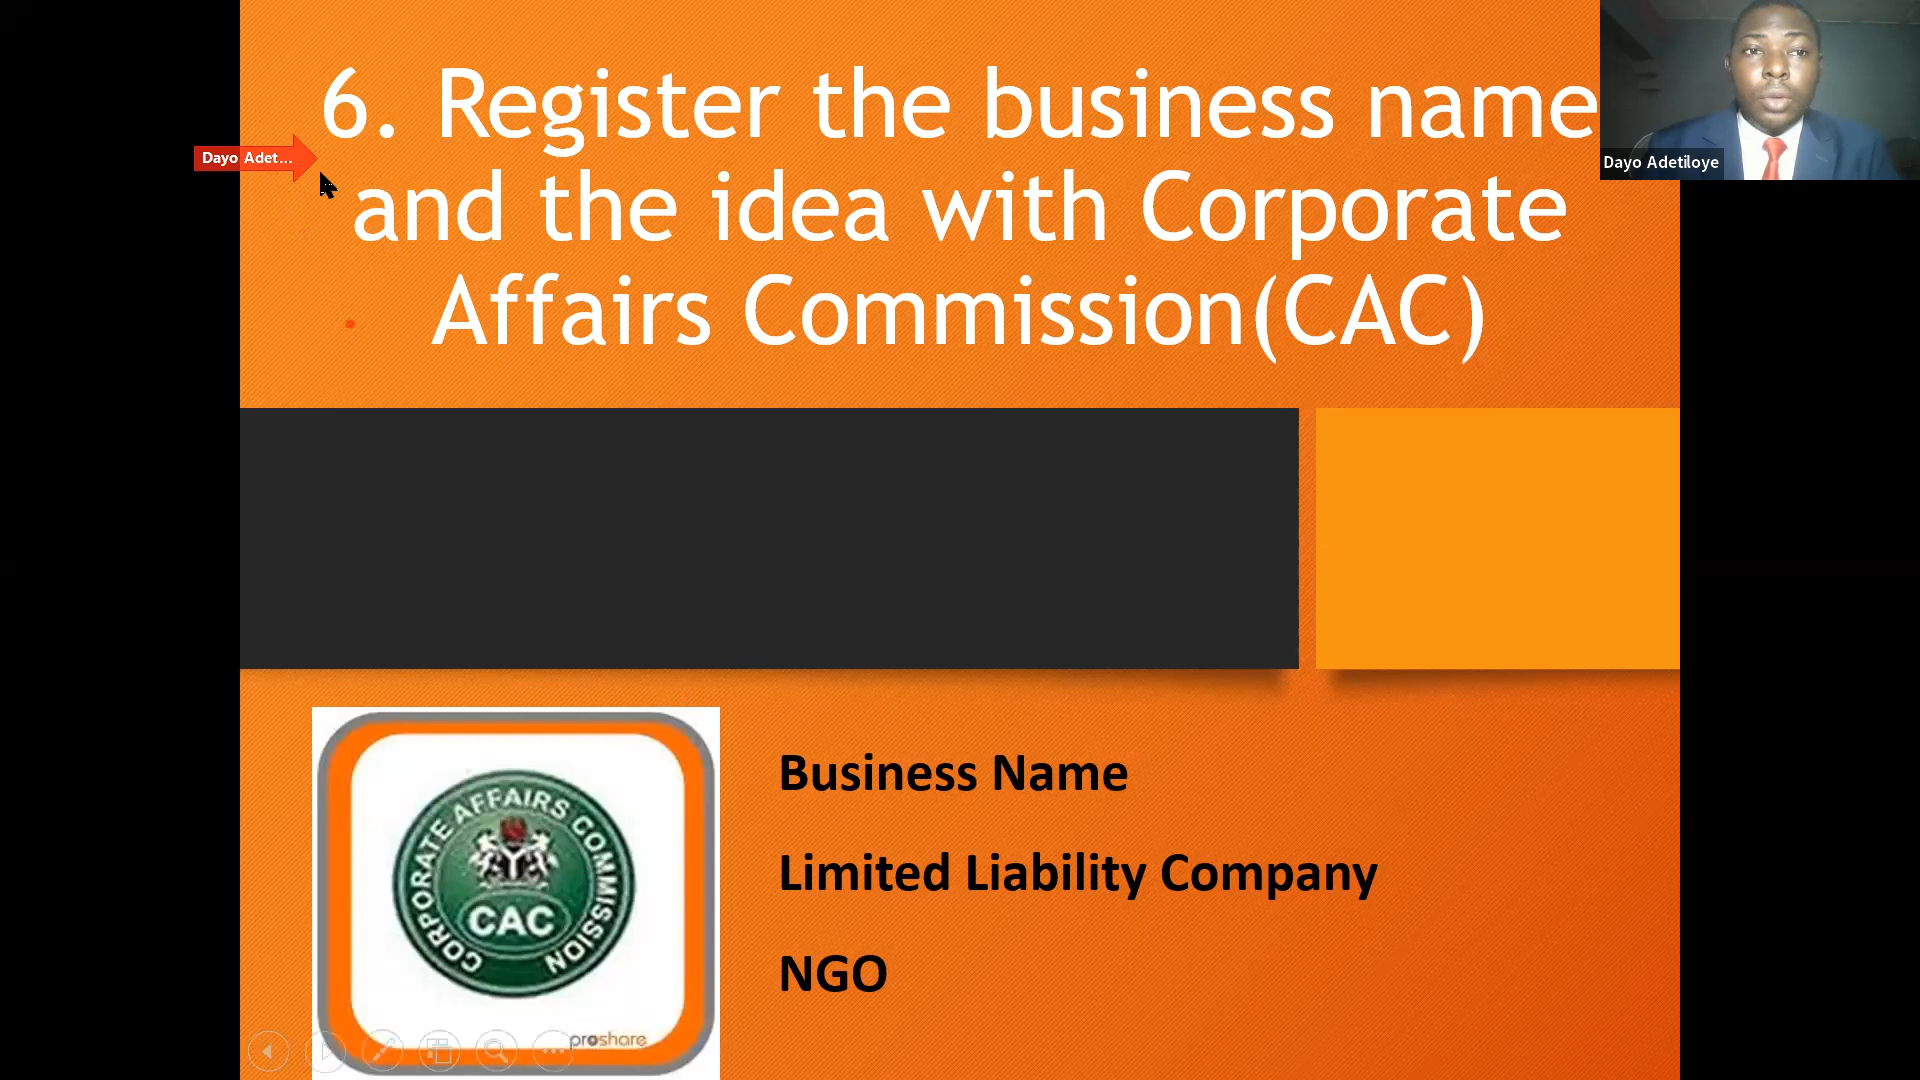 6. Register the business name
and the idea with Corporate
Affairs Commission(CAC)
Dayo Adet...
Dayo Adetiloye
CORPORATE AFFAIRS COMMISSION
CAC
proshare
Business Name
Limited Liability Company
NGO